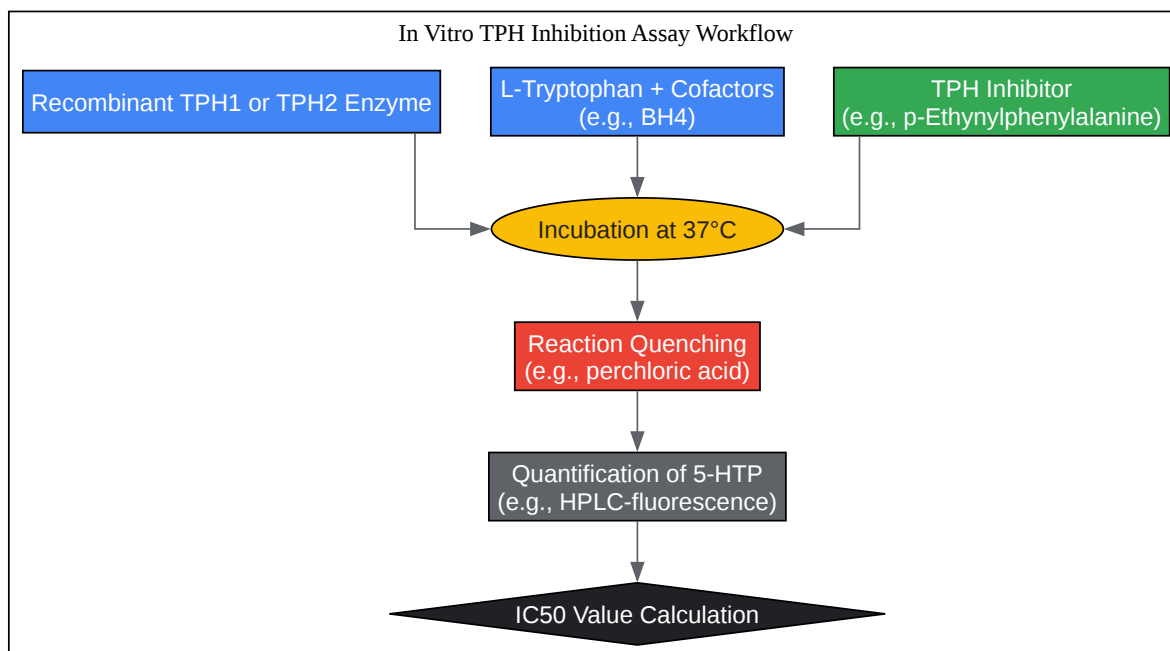 In Vitro TPH Inhibition Assay Workflow
Recombinant TPH1 or TPH2 Enzyme
L-Tryptophan + Cofactors
(e.g., BH4)
TPH Inhibitor
(e.g., p-Ethynylphenylalanine)
Incubation at 37°C
Reaction Quenching
(e.g., perchloric acid)
Quantification of 5-HTP
(e.g., HPLC-fluorescence)
IC50 Value Calculation